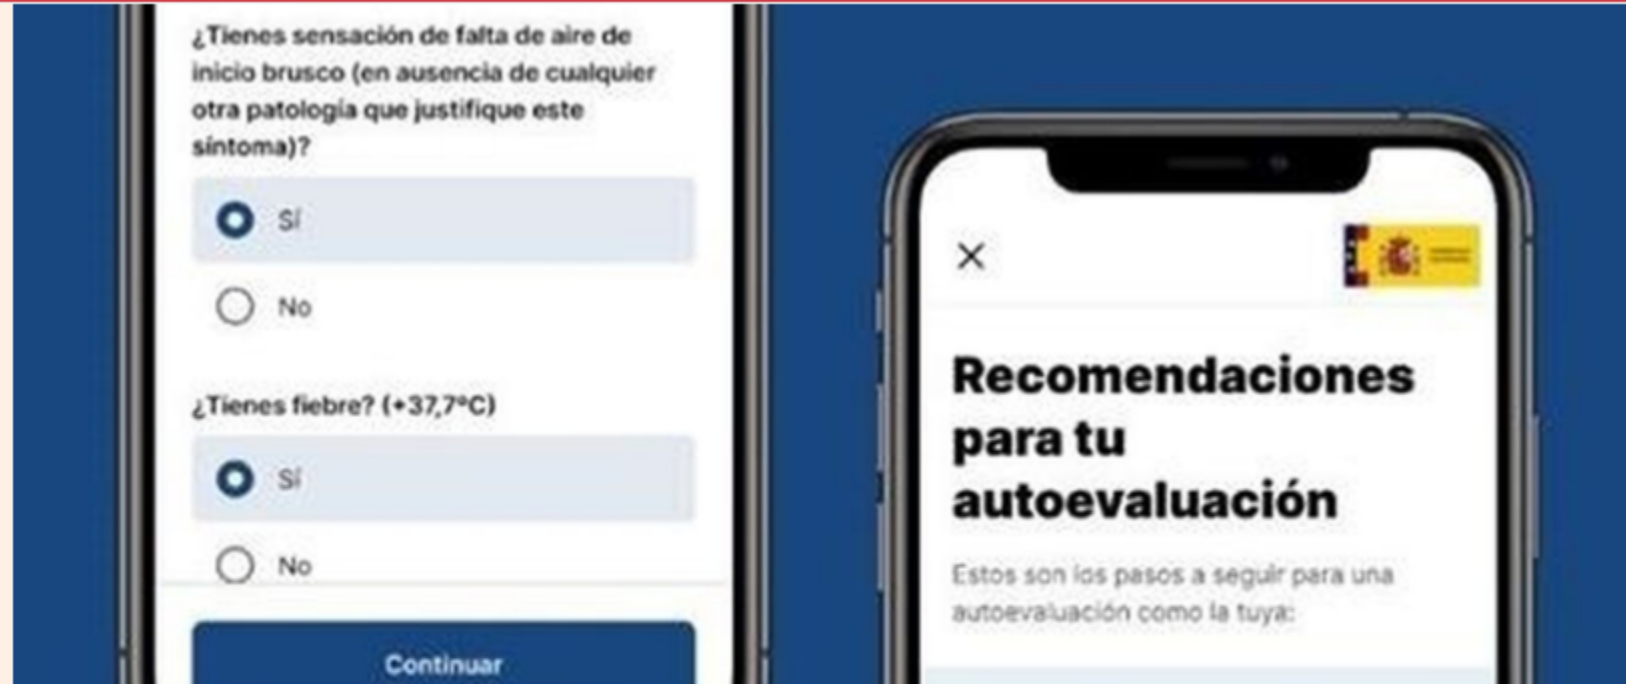 ¿Tienes sensación de falta de aire de
inicio brusco (en ausencia de cualquier
otra patología que justifique este
síntoma)?
Sí
No
¿Tienes fiebre? (+37,7ºC)
Sí
No
Continuar
Recomendaciones
para tu
autoevaluación
Estos son los pasos a seguir para una
autoevaluación como la tuya: